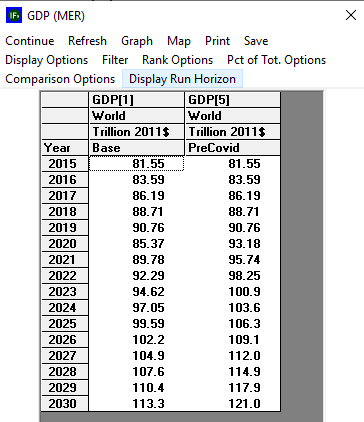 IFs GDP (MER)
Continue Refresh Graph Map Print Save
Display Options Filter Rank Options Pct of Tot. Options
Comparison Options Display Run Horizon
GDP[1] GDP[5]
World World
Trillion 2011$ Trillion 2011$
Year Base PreCovid
2015 81.55 81.55
2016 83.59 83.59
2017 86.19 86.19
2018 88.71 88.71
2019 90.76 90.76
2020 85.37 93.18
2021 89.78 95.74
2022 92.29 98.25
2023 94.62 100.9
2024 97.05 103.6
2025 99.59 106.3
2026 102.2 109.1
2027 104.9 112.0
2028 107.6 114.9
2029 110.4 117.9
2030 113.3 121.0